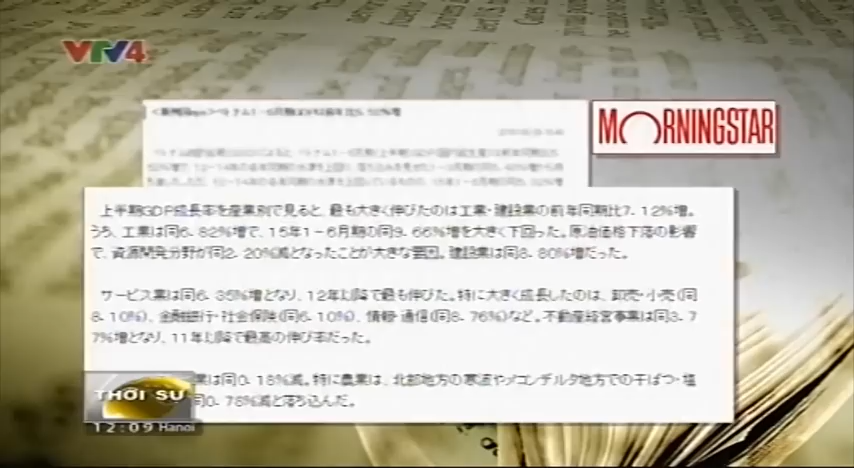 VTV4
MORNINGSTAR
上半期GDP成長率を産業別で見ると、最も大きく伸びたのは工業・建設業の前年同期比7.12%増。
うち、工業は同6.82%増で、15年1-6月期の同9.66%増を大きく下回った。原油価格下落の影響
で、資源開発分野が同2.20%減となったことが大きな要因。建設業は同8.80%増だった。
サービス業は同6.35%増となり、12年以降で最も伸びた。特に大きく成長したのは、卸売・小売(同
8.10%)、金融銀行・社会保険(同6.10%)、情報・通信(同8.76%)など。不動産経営事業は同3.7
7%増となり、11年以降で最高の伸び率だった。
業は同0.18%減。特に農業は、北部地方の寒波やメコンデルタ地方での干ばつ・塩
同0.78%減と落ち込んだ。
THỜI SỰ
12:09 Hanoi